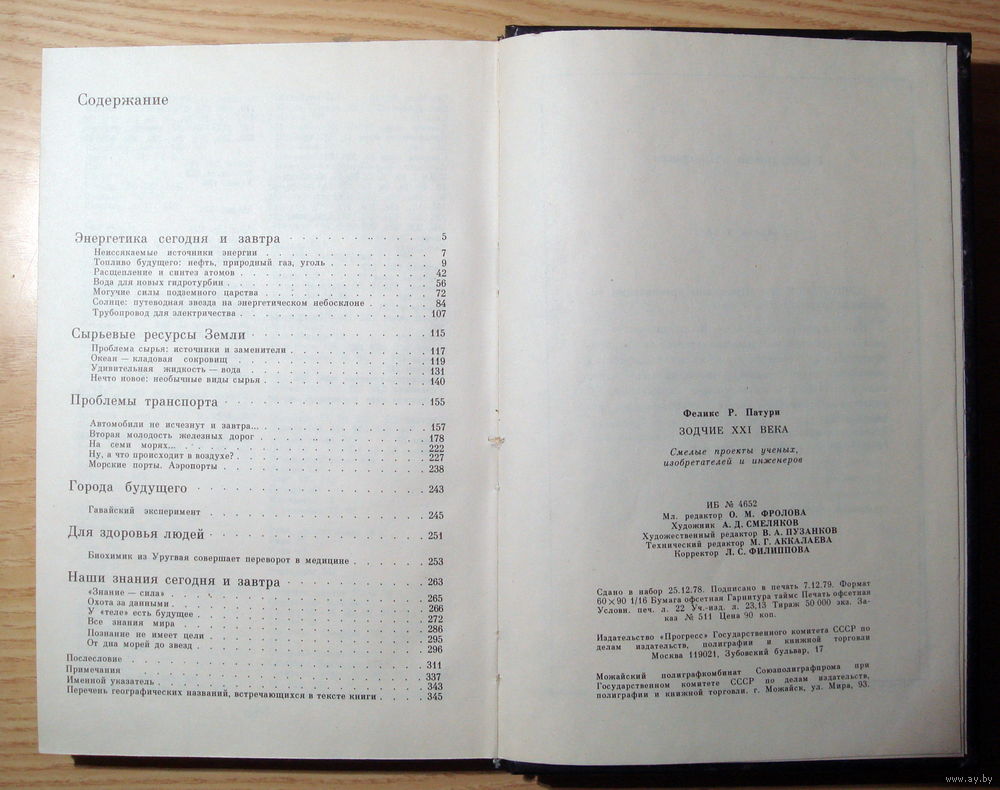 Содержание
Энергетика сегодня и завтра 5
Неиссякаемые источники энергии 7
Топливо будущего: нефть, природный газ, уголь 9
Расщепление и синтез атомов 42
Вода для новых гидротурбин 56
Могучие силы подземного царства 72
Солнце: путеводная звезда на энергетическом небосклоне 84
Трубопровод для электричества 107
Сырьевые ресурсы Земли 115
Проблема сырья: источники и заменители 117
Океан — кладовая сокровищ 119
Удивительная жидкость — вода 131
Нечто новое: необычные виды сырья 140
Проблемы транспорта 155
Автомобили не исчезнут и завтра... 157
Вторая молодость железных дорог 178
На семи морях... 222
Ну, а что происходит в воздухе? 227
Морские порты. Аэропорты 238
Города будущего 243
Гавайский эксперимент 245
Для здоровья людей 251
Биохимик из Уругвая совершает переворот в медицине 253
Наши знания сегодня и завтра 263
«Знание — сила» 265
Охота за данными 266
У «теле» есть будущее 272
Все знания мира 286
Познание не имеет цели 295
От дна морей до звезд 296
Послесловие 311
Примечания 337
Именной указатель 343
Перечень географических названий, встречающихся в тексте книги 345
Феликс Р. Патури
ЗОДЧИЕ XXI ВЕКА
Смелые проекты ученых,
изобретателей и инженеров
ИБ № 4652
Мл. редактор О. М. ФРОЛОВА
Художник А. Д. СМЕЛЯКОВ
Художественный редактор В. А. ПУЗАНКОВ
Технический редактор М. Г. АККАЛАЕВА
Корректор Л. С. ФИЛИППОВА
Сдано в набор 25.12.78. Подписано в печать 7.12.79. Формат
60×90 1/16 Бумага офсетная Гарнитура таймс Печать офсетная
Условн. печ. л. 22 Уч.-изд. л. 23,13 Тираж 50 000 экз. За-
каз № 511 Цена 90 коп.
Издательство «Прогресс» Государственного комитета СССР по
делам издательств, полиграфии и книжной торговли
Москва 119021, Зубовский бульвар, 17
Можайский полиграфкомбинат Союзполиграфпрома при
Государственном комитете СССР по делам издательств,
полиграфии и книжной торговли. г. Можайск, ул. Мира, 93.
www.ay.by